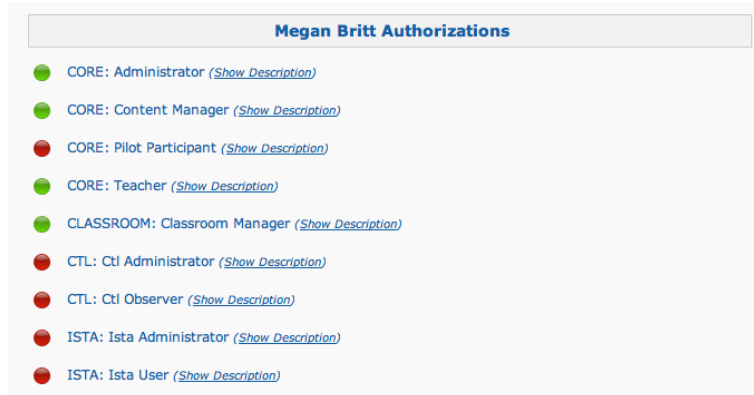 Megan Britt Authorizations
CORE: Administrator (Show Description)
CORE: Content Manager (Show Description)
CORE: Pilot Participant (Show Description)
CORE: Teacher (Show Description)
CLASSROOM: Classroom Manager (Show Description)
CTL: Ctl Administrator (Show Description)
CTL: Ctl Observer (Show Description)
ISTA: Ista Administrator (Show Description)
ISTA: Ista User (Show Description)